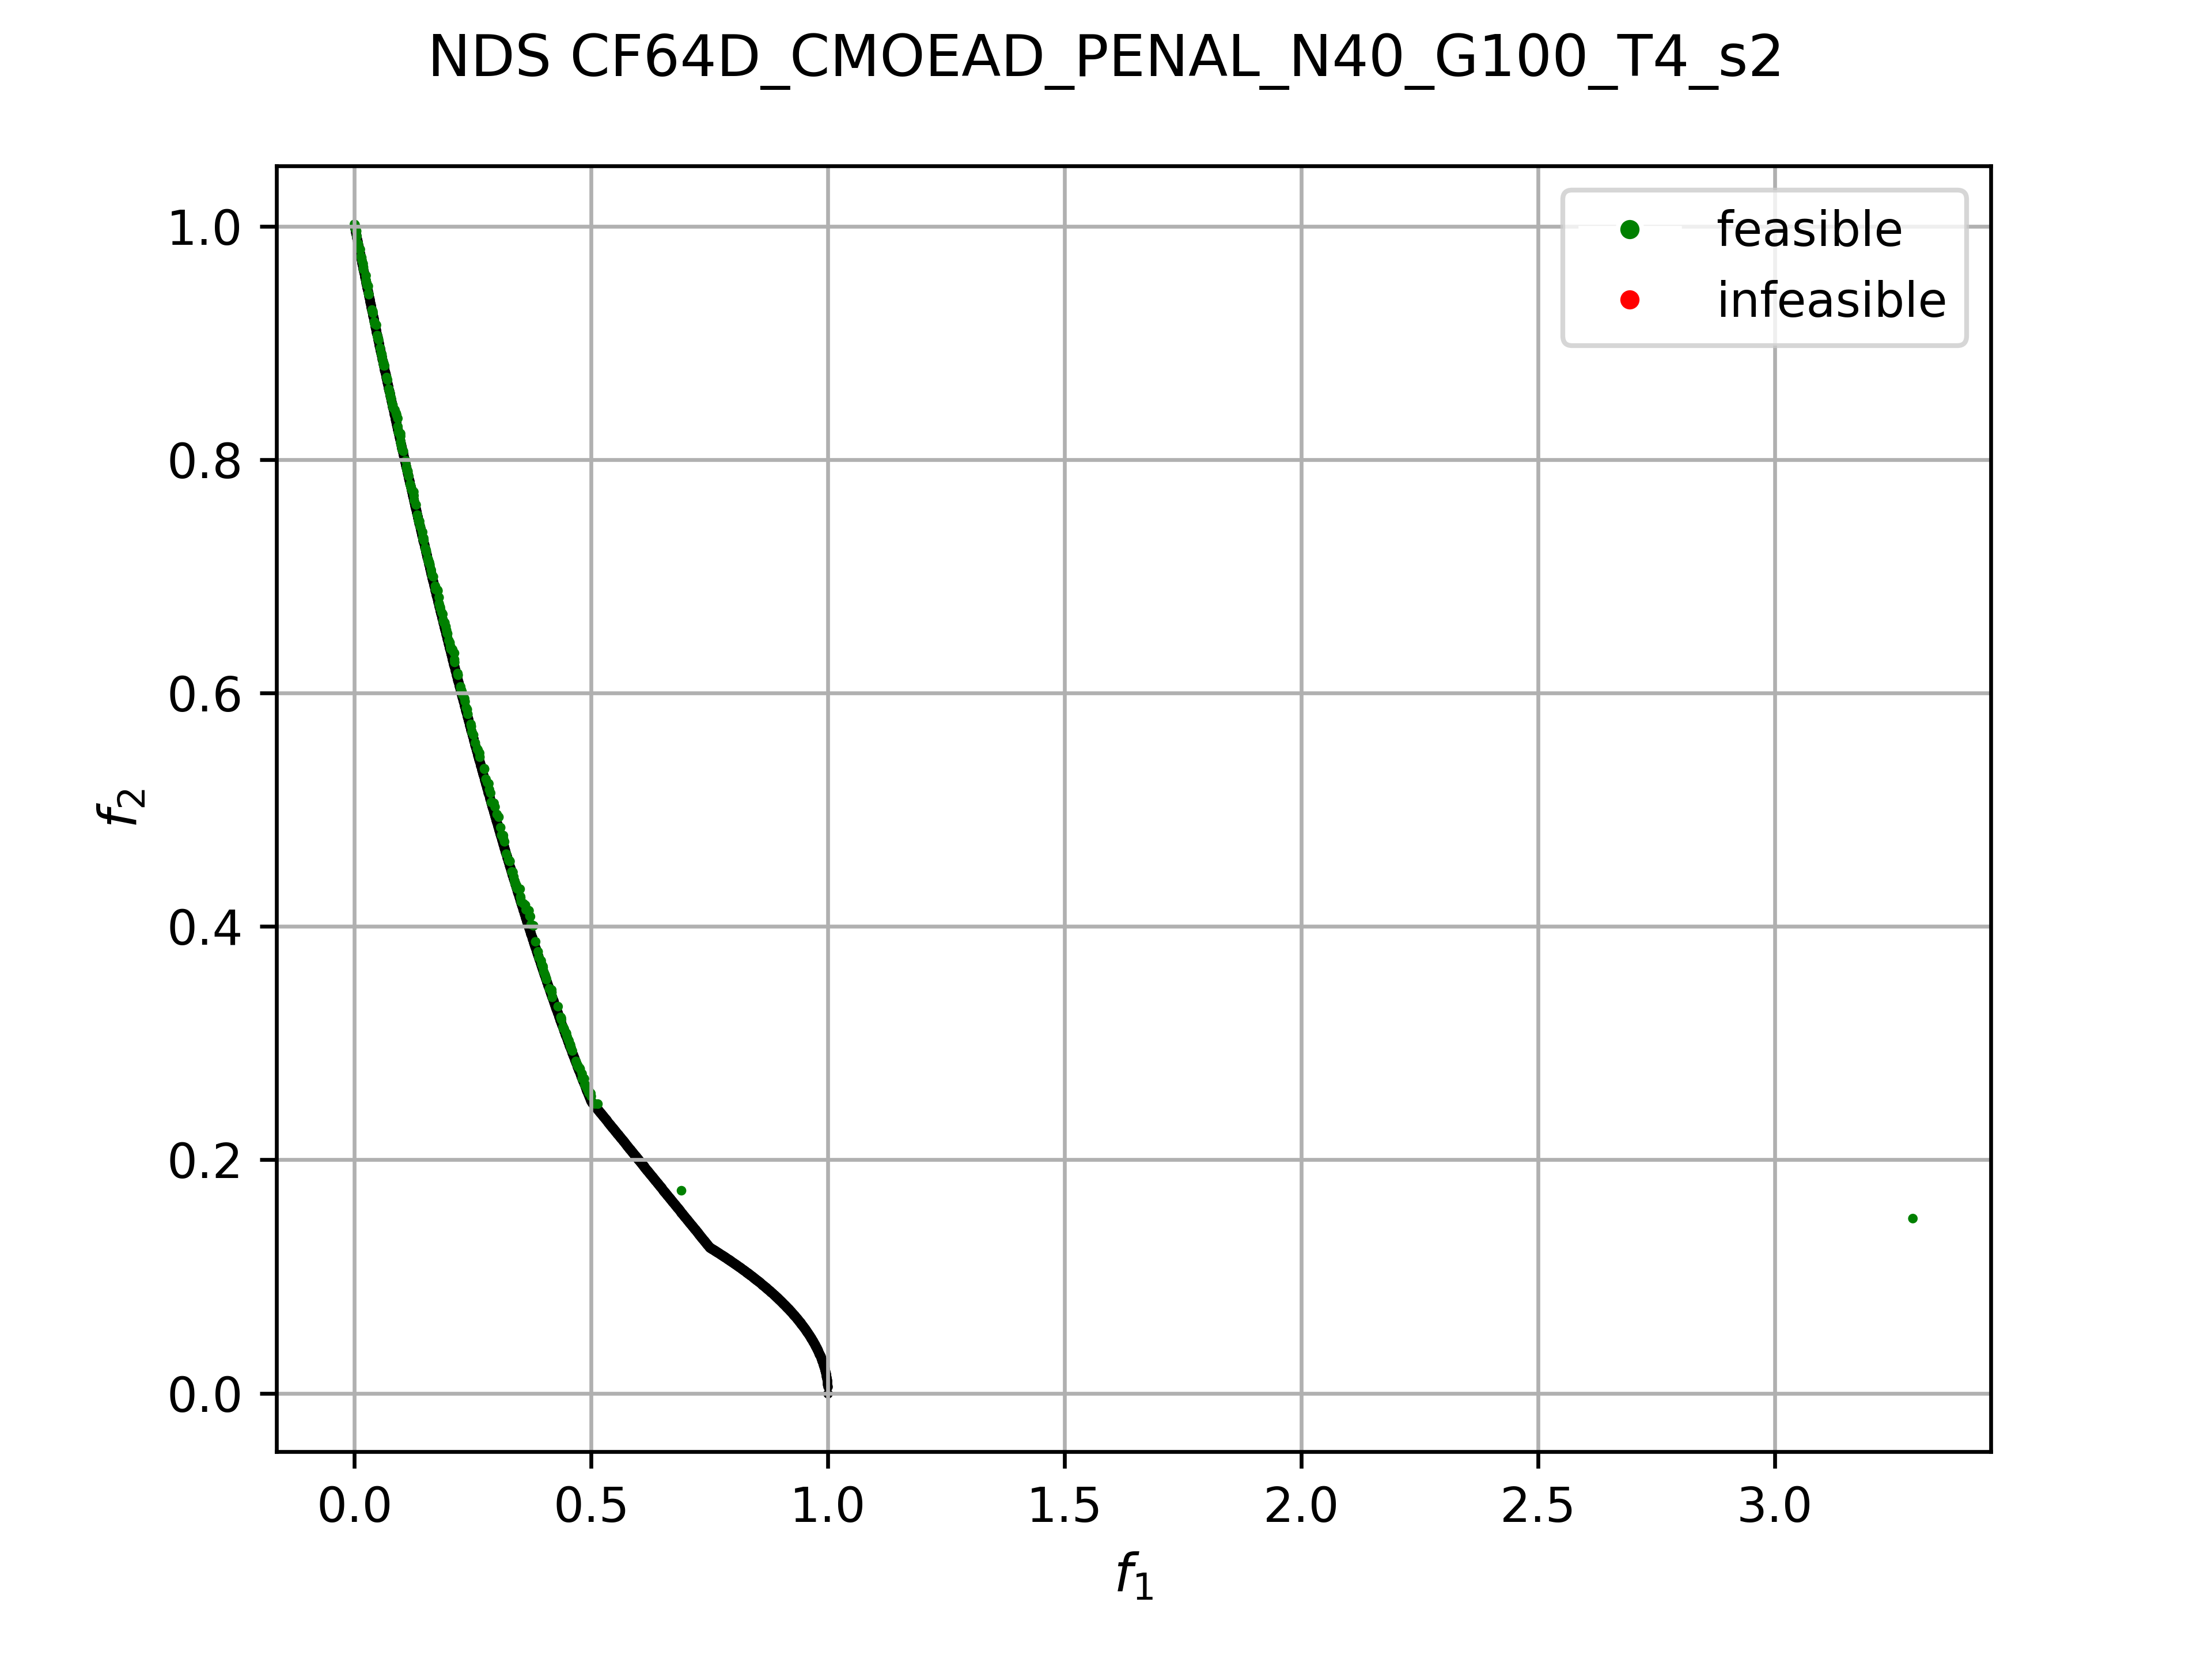 NDS CF64D_CMOEAD_PENAL_N40_G100_T4_s2
feasible
infeasible
1.0
0.8
0.6
0.4
0.2
0.0
f2
0.0 0.5 1.0 1.5 2.0 2.5 3.0
f1